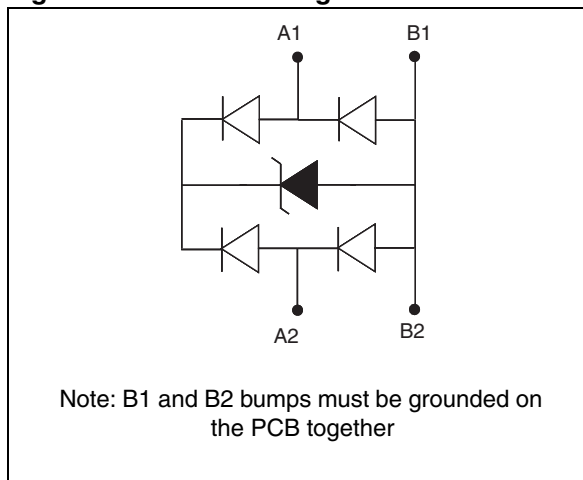 A1 B1
A2 B2
Note: B1 and B2 bumps must be grounded on
the PCB together